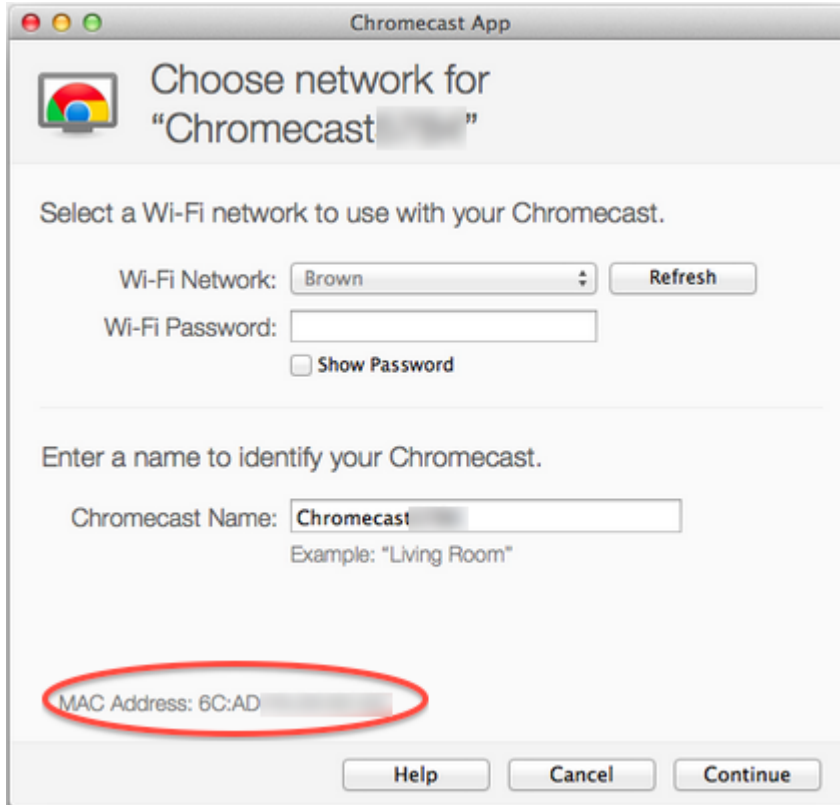 Chromecast App
Choose network for
“Chromecast ”
Select a Wi-Fi network to use with your Chromecast.
Wi-Fi Network: Brown Refresh
Wi-Fi Password:
Show Password
Enter a name to identify your Chromecast.
Chromecast Name: Chromecast
Example: “Living Room”
MAC Address: 6C:AD
Help Cancel Continue